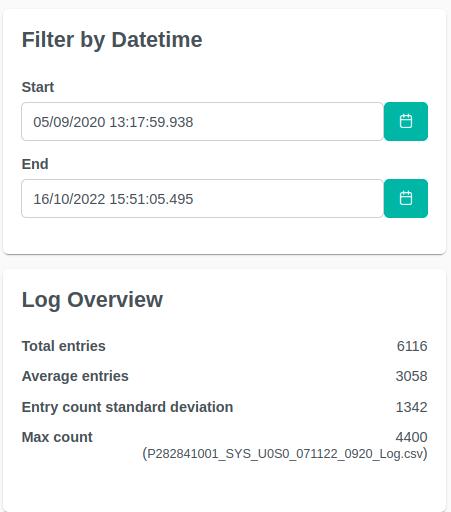 Filter by Datetime
Start
05/09/2020 13:17:59.938
End
16/10/2022 15:51:05.495
Log Overview
Total entries 6116
Average entries 3058
Entry count standard deviation 1342
Max count 4400
(P282841001_SYS_U0S0_071122_0920_Log.csv)